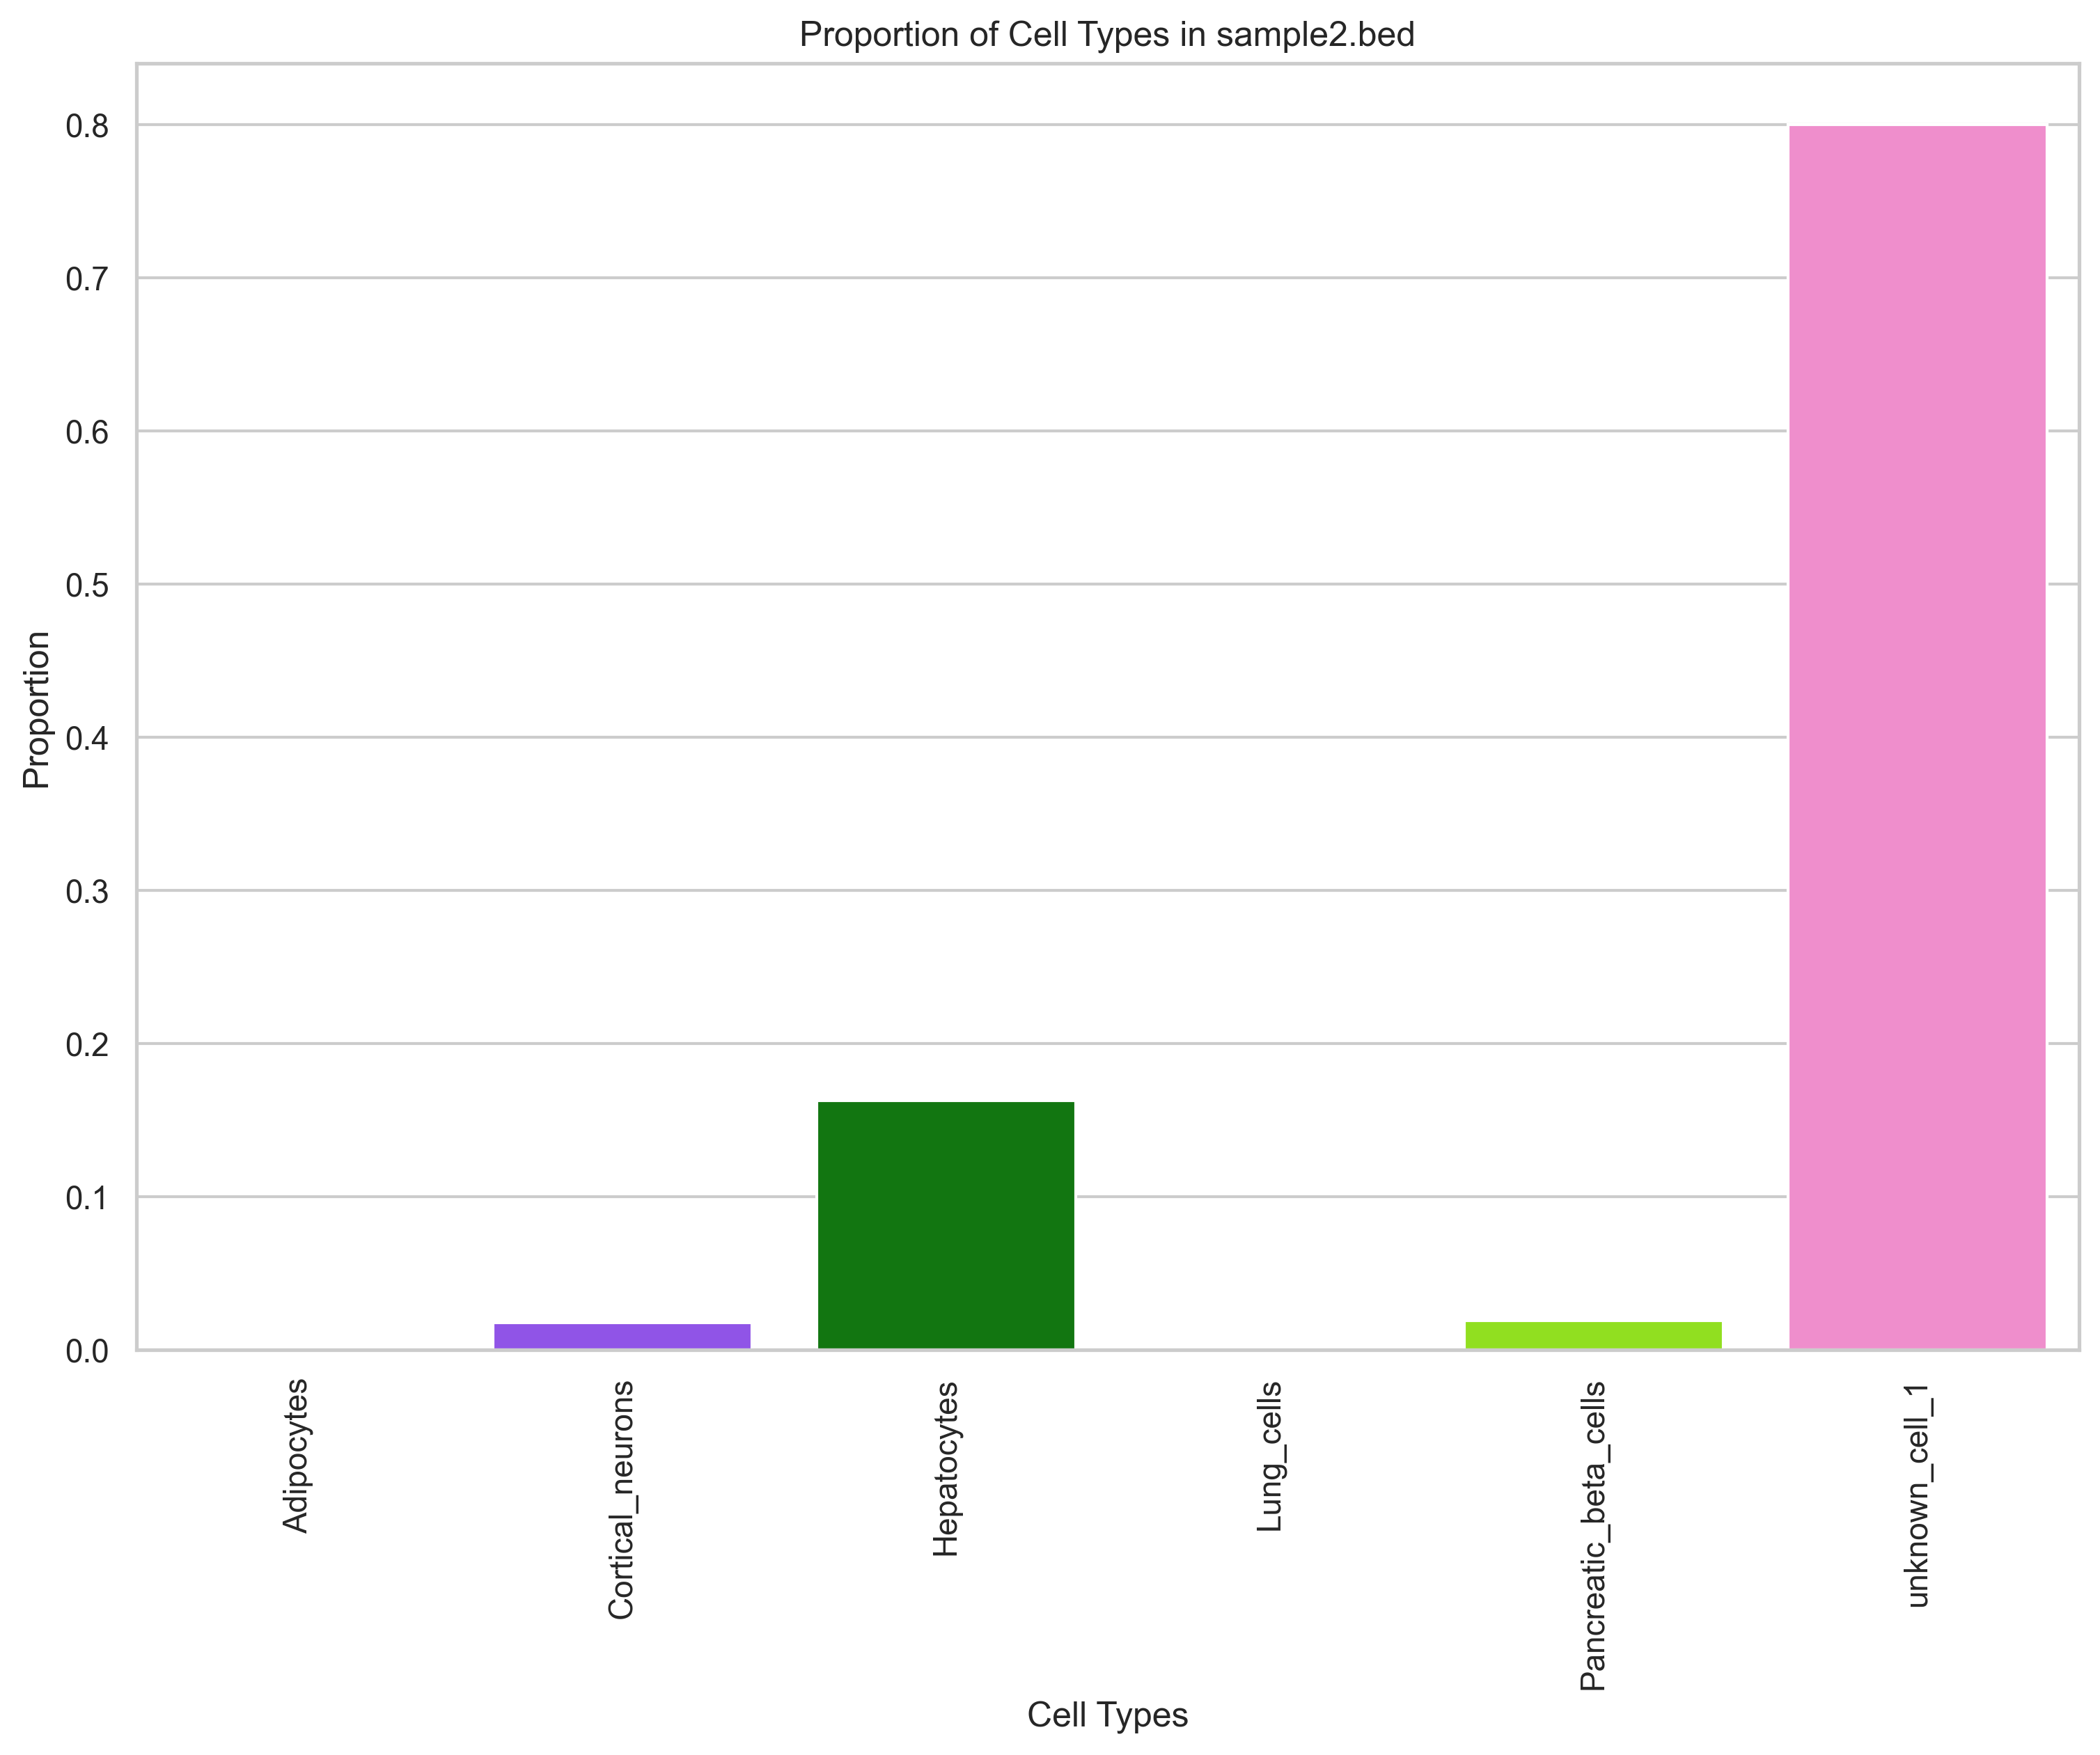 Proportion of Cell Types in sample2.bed
Proportion
0.8
0.7
0.6
0.5
0.4
0.3
0.2
0.1
0.0
Adipocytes
Cortical_neurons
Hepatocytes
Lung_cells
Pancreatic_beta_cells
unknown_cell_1
Cell Types